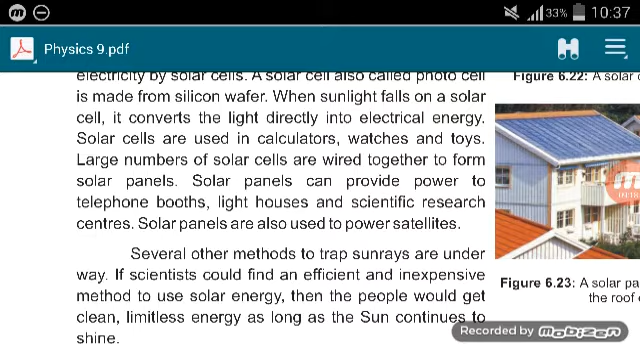 33% 10:37
Physics 9.pdf
electricity by solar cells. A solar cell also called photo cell
is made from silicon wafer. When sunlight falls on a solar
cell, it converts the light directly into electrical energy.
Solar cells are used in calculators, watches and toys.
Large numbers of solar cells are wired together to form
solar panels. Solar panels can provide power to
telephone booths, light houses and scientific research
centres. Solar panels are also used to power satellites.
Several other methods to trap sunrays are under
way. If scientists could find an efficient and inexpensive
method to use solar energy, then the people would get
clean, limitless energy as long as the Sun continues to
shine.
Figure 6.22: A solar
Figure 6.23: A solar pa
the roof
Recorded by mobizen